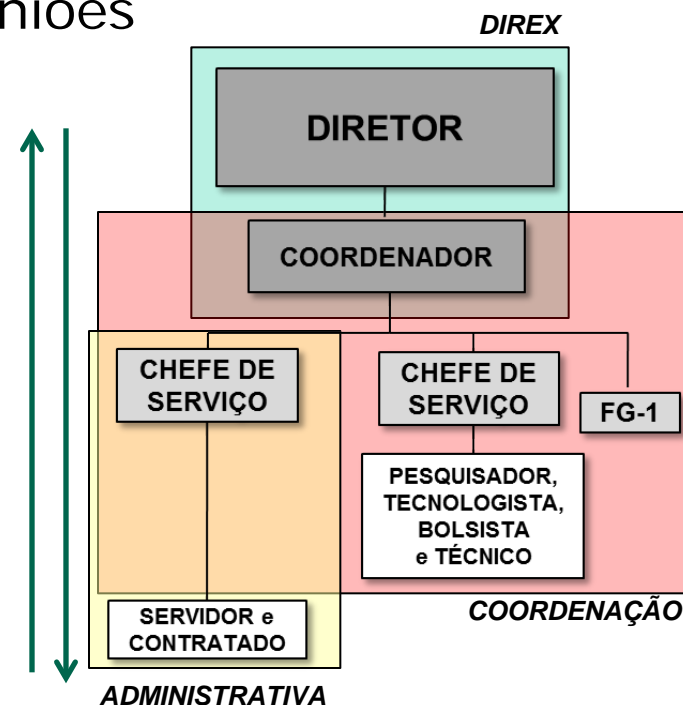 niões
DIREX
DIRETOR
COORDENADOR
CHEFE DE
SERVIÇO
CHEFE DE
SERVIÇO
FG-1
PESQUISADOR,
TECNOLOGISTA,
BOLSISTA
e TÉCNICO
SERVIDOR e
CONTRATADO
COORDENAÇÃO
ADMINISTRATIVA